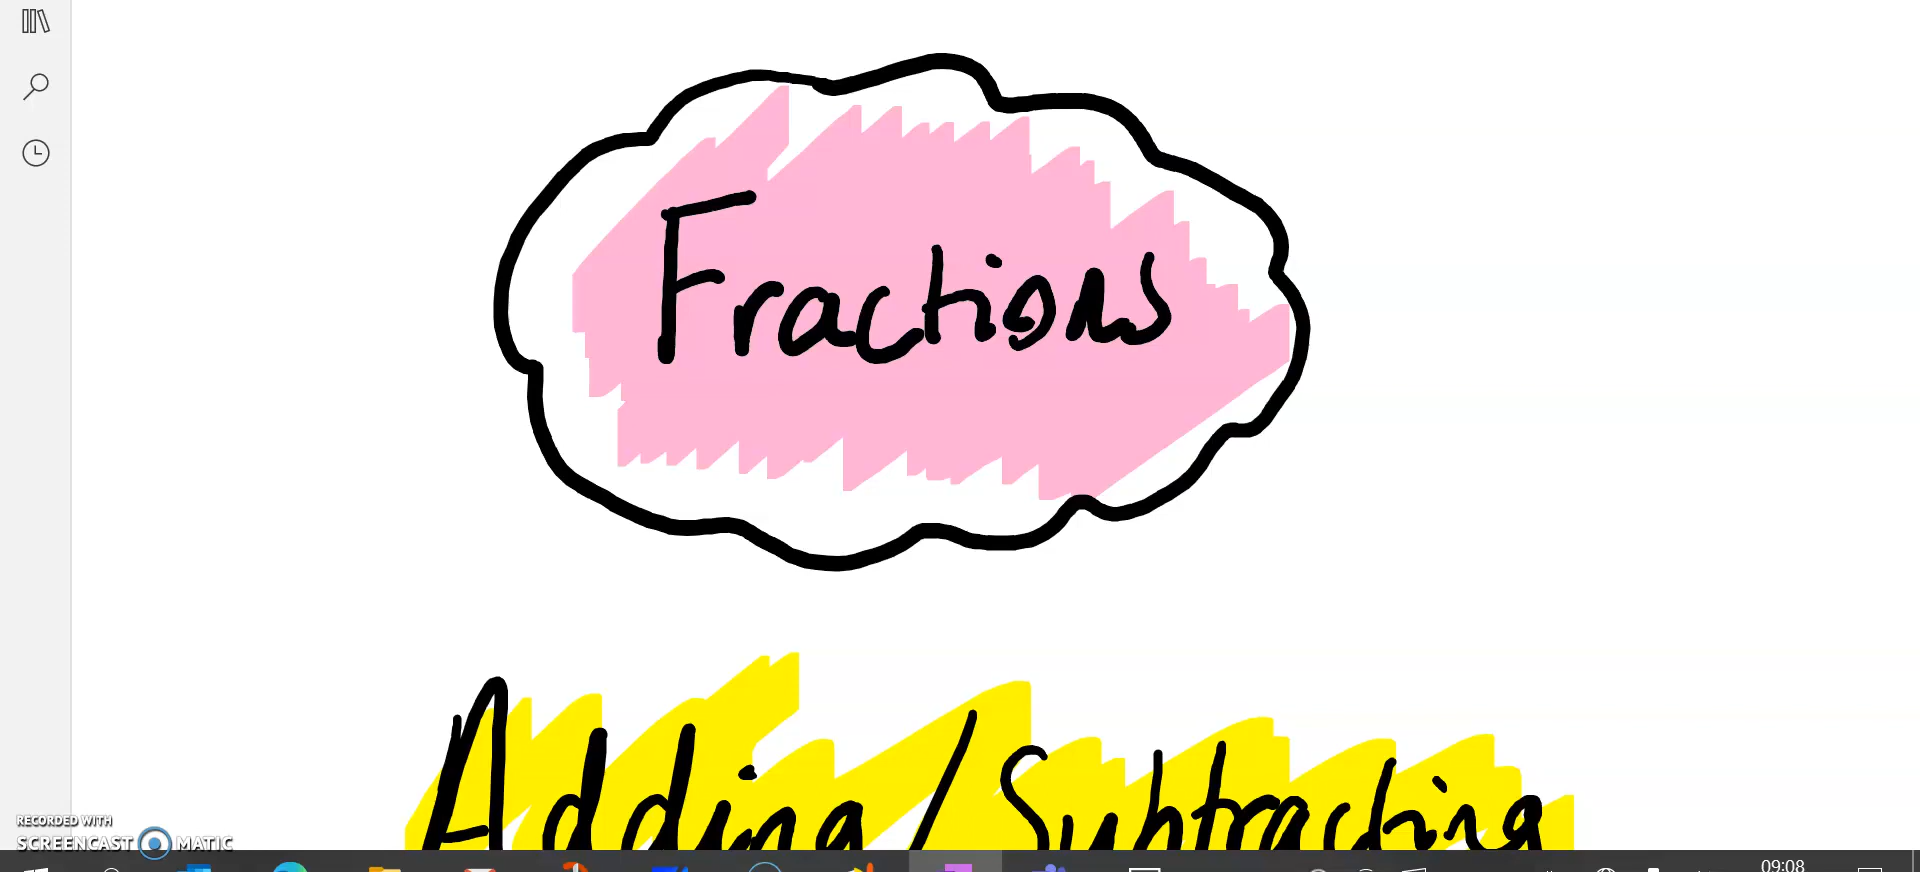 Fractions
Adding/Subtracting
RECORDED WITH
SCREENCAST MATIC
09:08